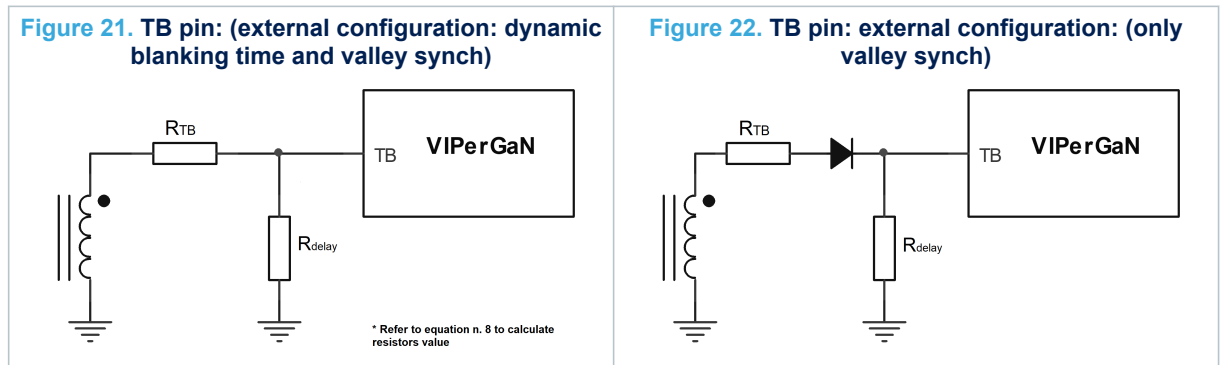 Figure 21. TB pin: (external configuration: dynamic
blanking time and valley synch)
RTB
TB
VIPerGaN
Rdelay
* Refer to equation n. 8 to calculate
resistors value
Figure 22. TB pin: external configuration: (only
valley synch)
RTB
TB
VIPerGaN
Rdelay